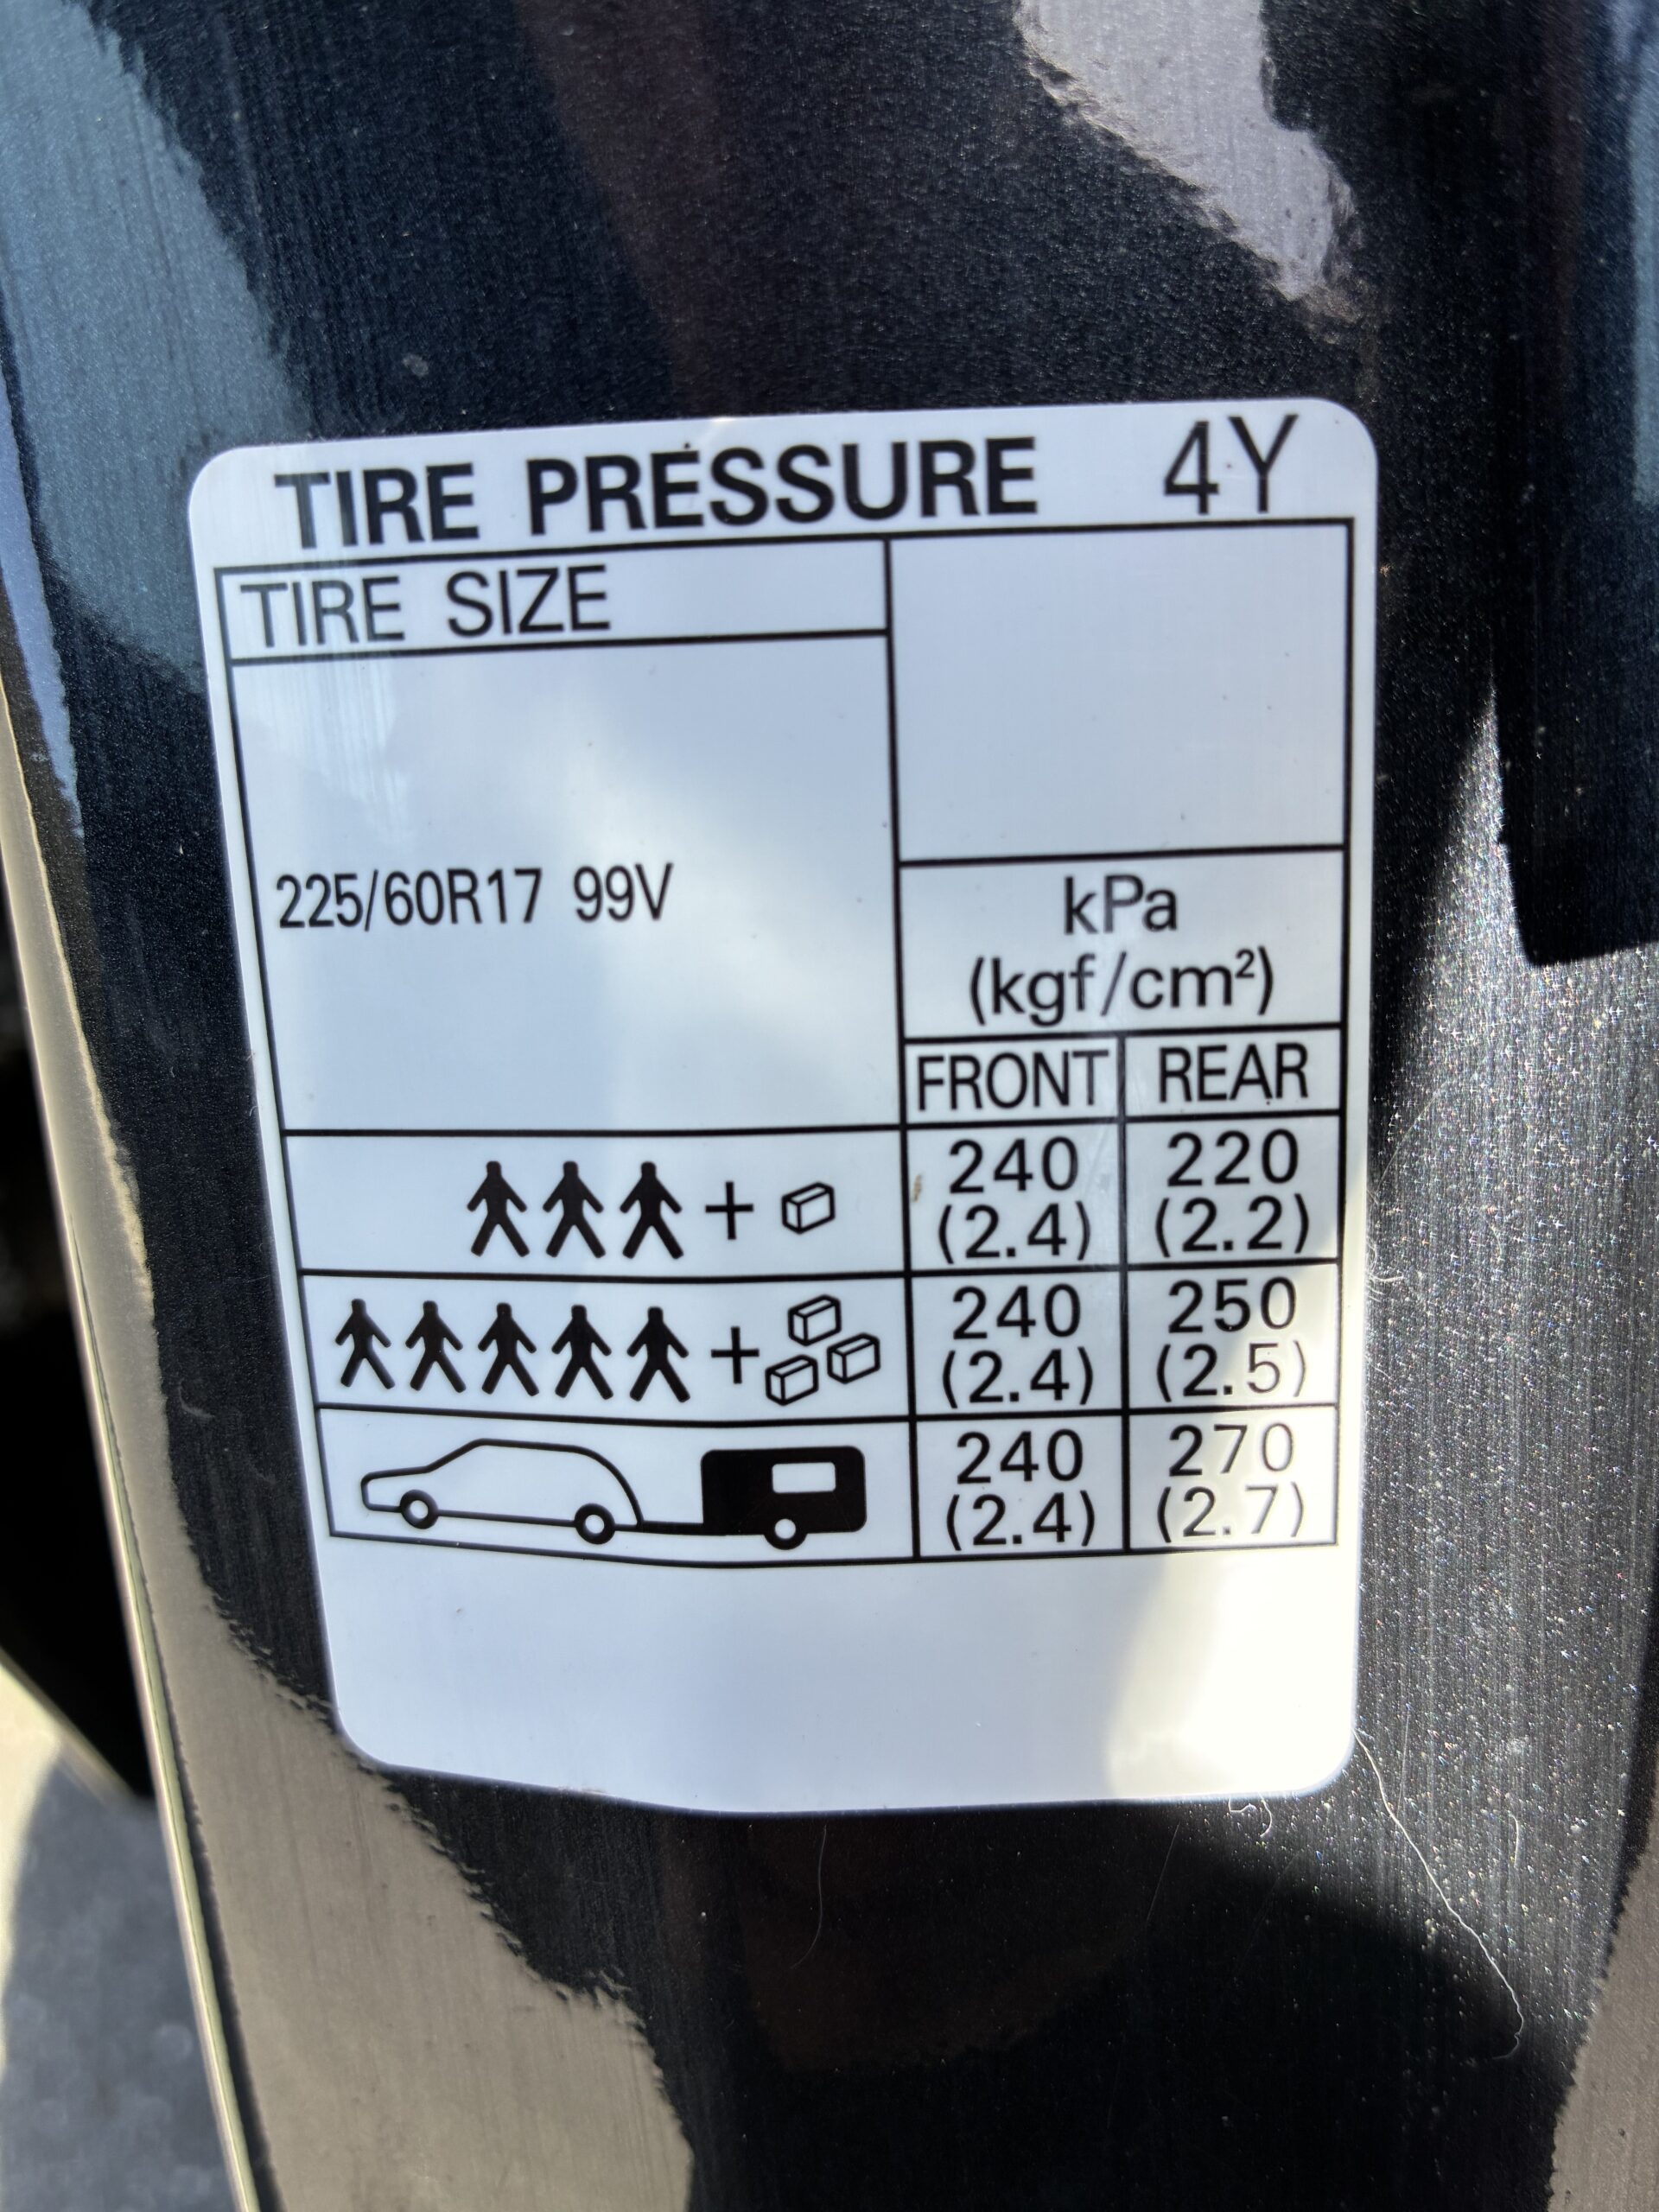 TIRE PRESSURE 4Y
TIRE SIZE
225/60R17 99V
kPa
(kgf/cm²)
FRONT REAR
240 220
(2.4) (2.2)
+
240 250
(2.4) (2.5)
+
240 270
(2.4) (2.7)